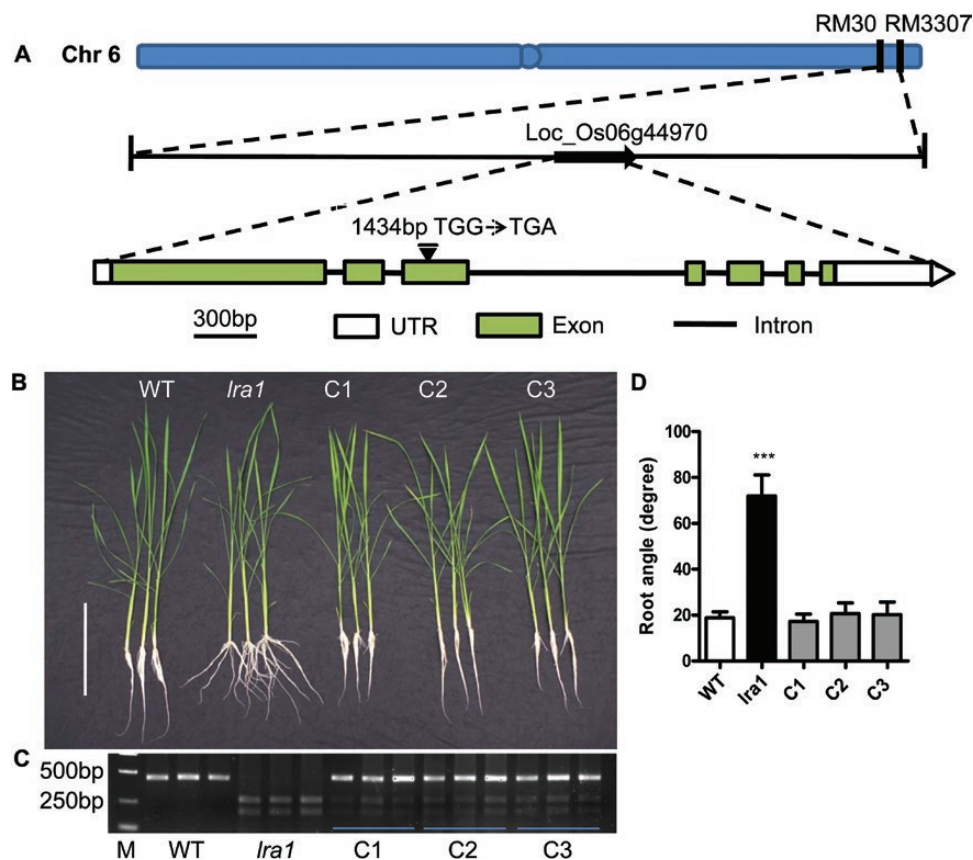 A
Chr 6
RM30 RM3307
Loc_Os06g44970
1434bp TGG→TGA
300bp
UTR
Exon
Intron
B
WT lra1 C1 C2 C3
C
500bp
250bp
M WT lra1 C1 C2 C3
D
Root angle (degree)
100
80
60
40
20
0
***
WT lra1 C1 C2 C3